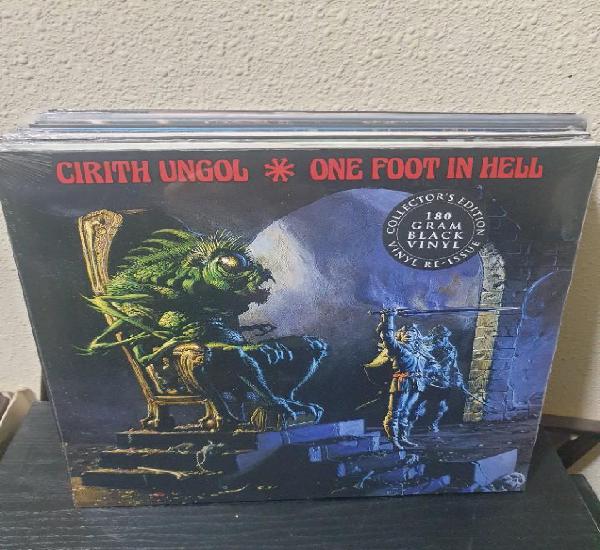 CIRITH UNGOL ✳ ONE FOOT IN HELL
COLLECTOR'S EDITION
180
GRAM
BLACK
VINYL
VINYL RE-ISSUE